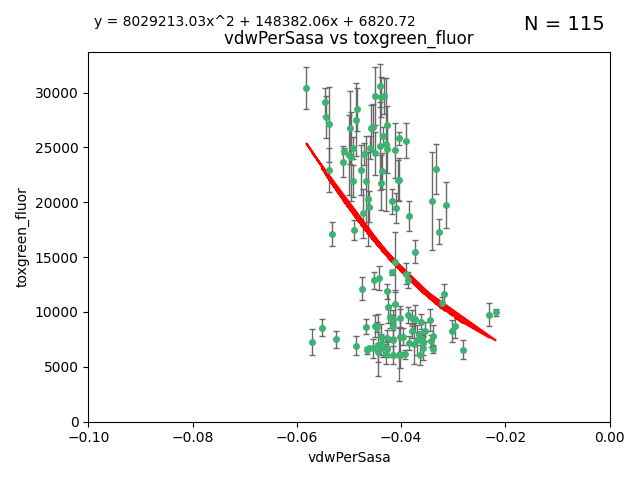 y = 8029213.03x^2 + 148382.06x + 6820.72
N = 115
vdwPerSasa vs toxgreen_fluor
30000
25000
20000
15000
10000
5000
0
toxgreen_fluor
−0.10 −0.08 −0.06 −0.04 −0.02 0.00
vdwPerSasa